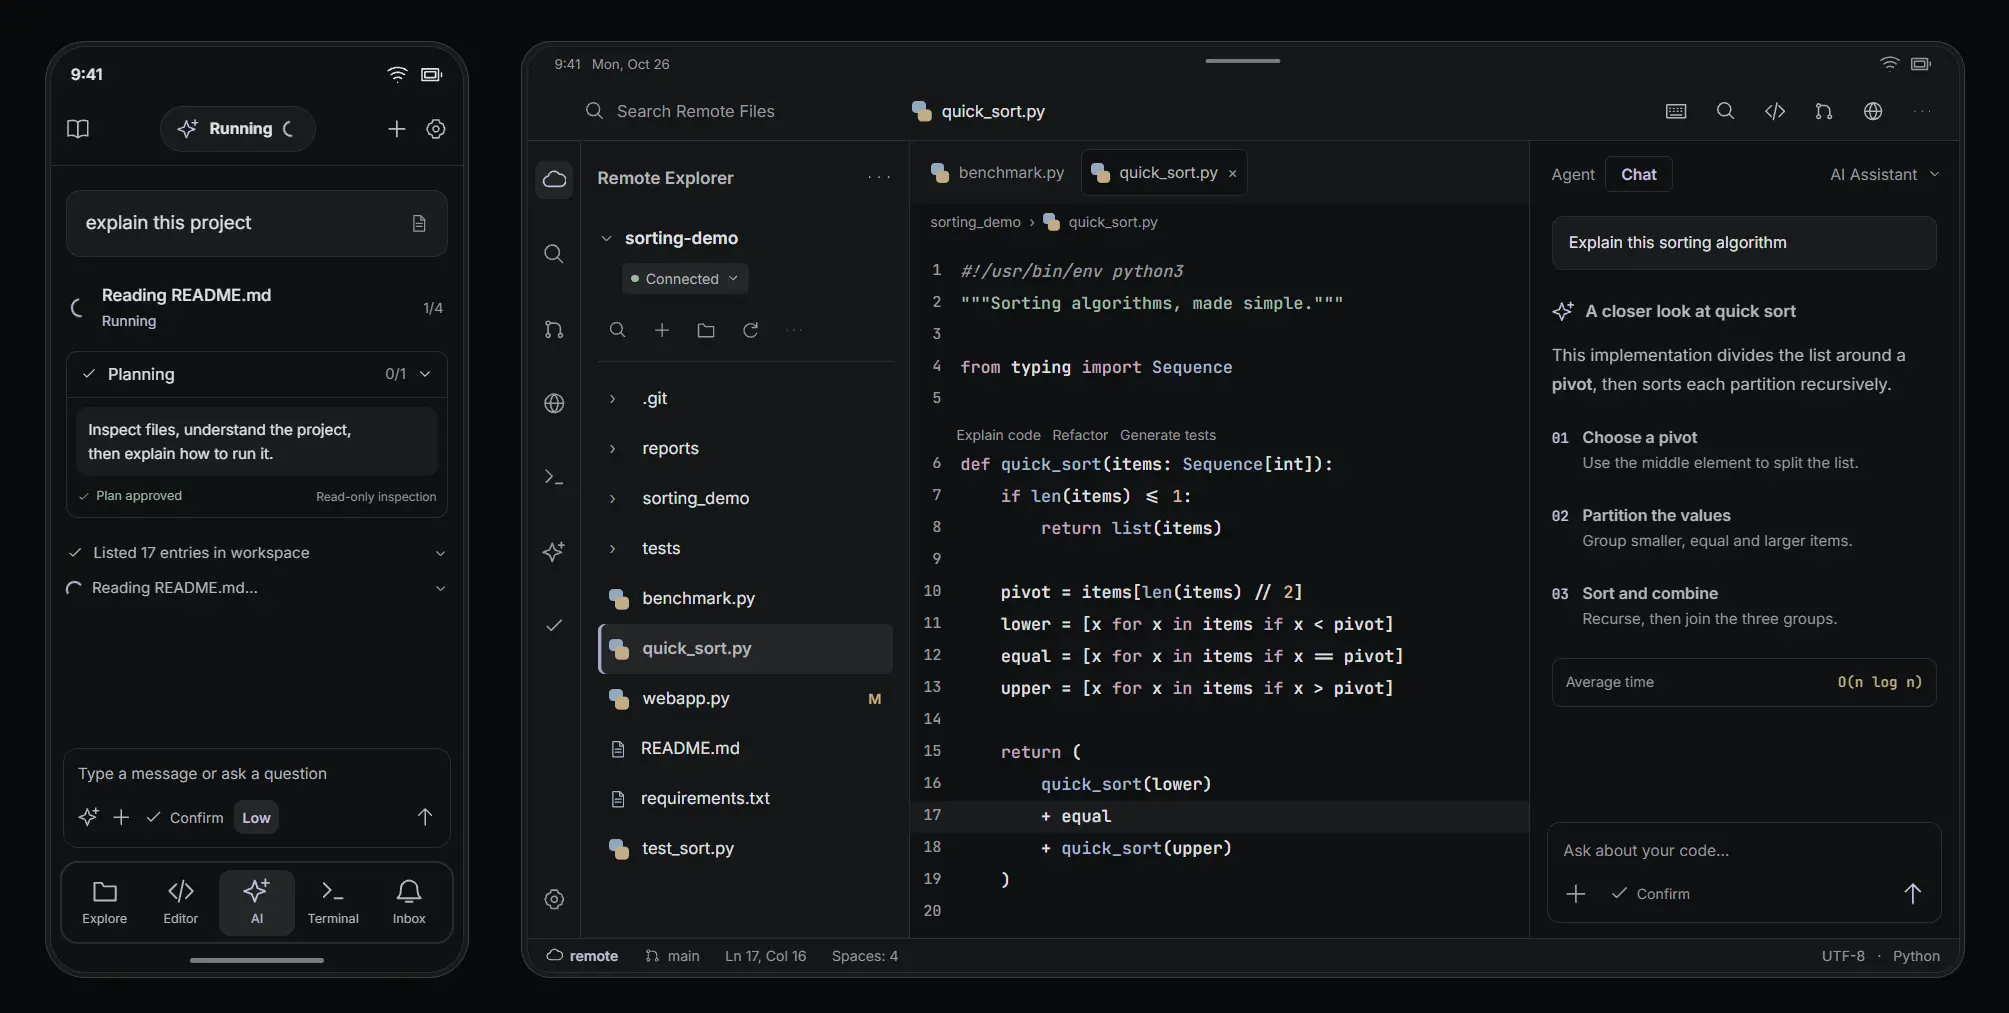 9:41
Running
explain this project
Reading README.md
Running
1/4
Planning
0/1
Inspect files, understand the project,
then explain how to run it.
Plan approved
Read-only inspection
Listed 17 entries in workspace
Reading README.md...
Type a message or ask a question
Confirm
Low
Explore
Editor
AI
Terminal
Inbox
9:41 Mon, Oct 26
Search Remote Files
quick_sort.py
Remote Explorer
sorting-demo
Connected
.git
reports
sorting_demo
tests
benchmark.py
quick_sort.py
webapp.py M
README.md
requirements.txt
test_sort.py
benchmark.py
quick_sort.py ×
sorting_demo › quick_sort.py
1 #!/usr/bin/env python3
2 """Sorting algorithms, made simple."""
3
4 from typing import Sequence
5
Explain code Refactor Generate tests
6 def quick_sort(items: Sequence[int]):
7 if len(items) <= 1:
8 return list(items)
9
10 pivot = items[len(items) // 2]
11 lower = [x for x in items if x < pivot]
12 equal = [x for x in items if x == pivot]
13 upper = [x for x in items if x > pivot]
14
15 return (
16 quick_sort(lower)
17 + equal
18 + quick_sort(upper)
19 )
20
Agent
Chat
AI Assistant
Explain this sorting algorithm
A closer look at quick sort
This implementation divides the list around a
pivot, then sorts each partition recursively.
01 Choose a pivot
Use the middle element to split the list.
02 Partition the values
Group smaller, equal and larger items.
03 Sort and combine
Recurse, then join the three groups.
Average time O(n log n)
Ask about your code...
Confirm
remote
main
Ln 17, Col 16
Spaces: 4
UTF-8 · Python